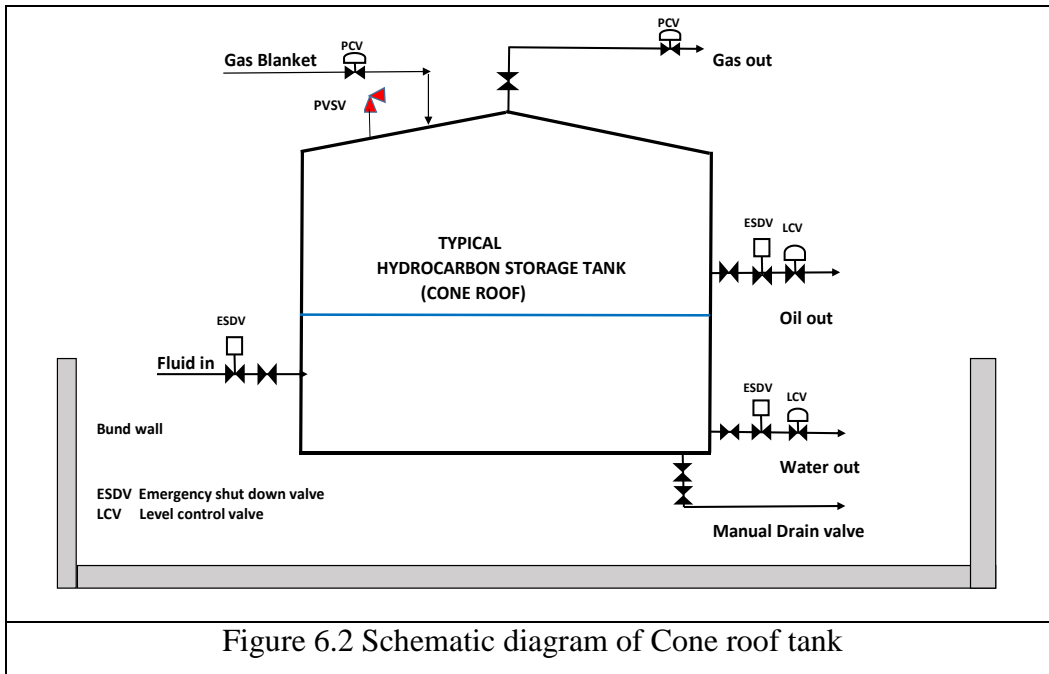 PCV
Gas out
PCV
Gas Blanket
PVSV
TYPICAL
HYDROCARBON STORAGE TANK
(CONE ROOF)
ESDV
LCV
Oil out
ESDV
Fluid in
ESDV
LCV
Water out
Bund wall
ESDV Emergency shut down valve
LCV Level control valve
Manual Drain valve
Figure 6.2 Schematic diagram of Cone roof tank